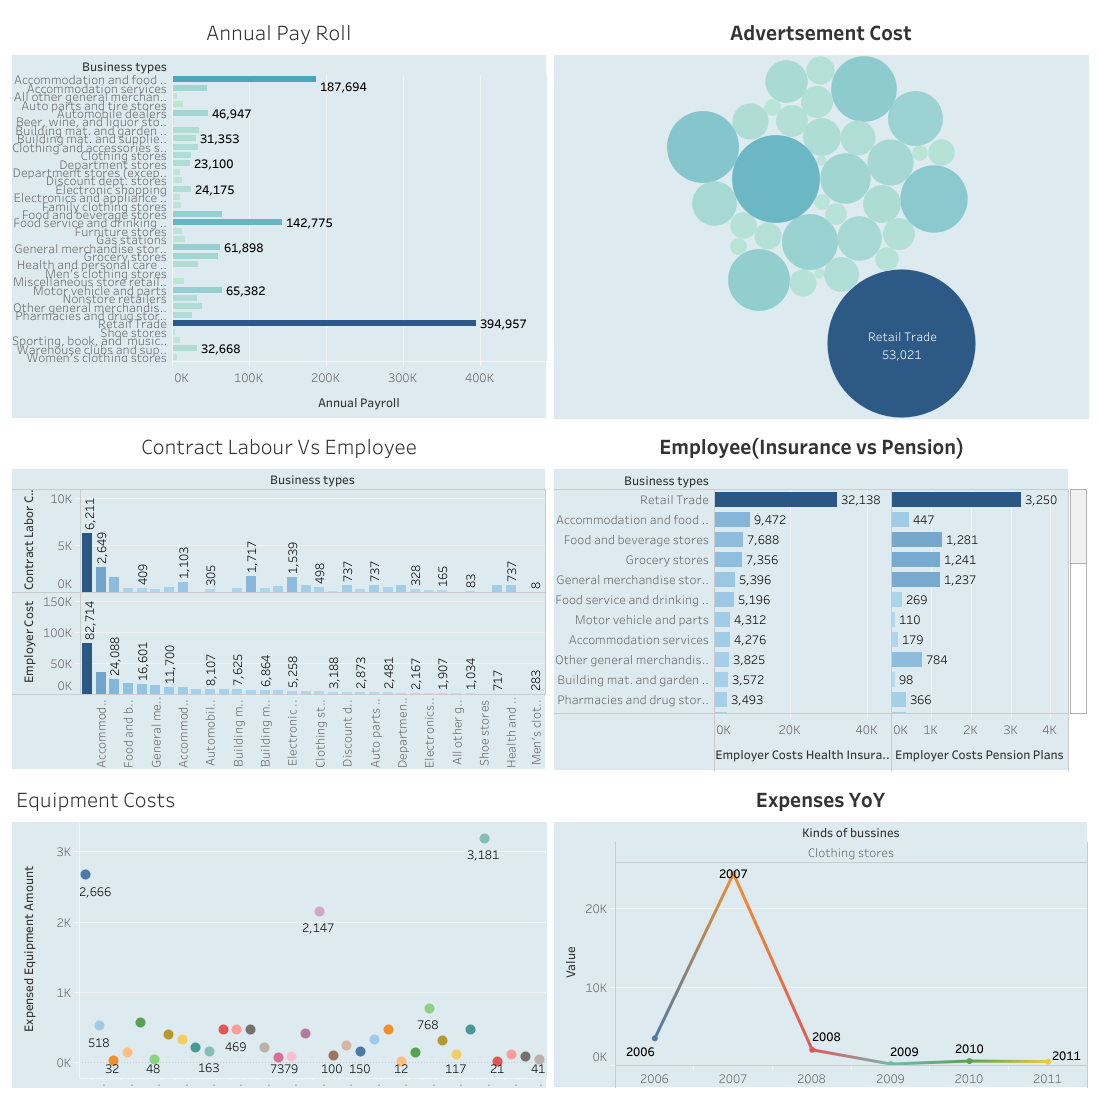 Annual Pay Roll
Business types
Accommodation and food ..
187,694
Accommodation services
All other general merchan..
Auto parts and tire stores
Automobile dealers
46,947
Beer, wine, and liquor sto..
Building mat. and garden ..
Building mat. and supplie..
31,353
Clothing and accessories s..
Clothing stores
Department stores
23,100
Department stores (excep..
Discount dept. stores
Electronic shopping
24,175
Electronics and appliance ..
Family clothing stores
Food and beverage stores
Food service and drinking ..
142,775
Furniture stores
Gas stations
General merchandise stor..
61,898
Grocery stores
Health and personal care ..
Men's clothing stores
Miscellaneous store retail..
Motor vehicle and parts
65,382
Nonstore retailers
Other general merchandis..
Pharmacies and drug stor..
Retail Trade
394,957
Shoe stores
Sporting, book, and music..
Warehouse clubs and sup..
32,668
Women's clothing stores
0K 100K 200K 300K 400K
Annual Payroll
Advertsement Cost
Retail Trade
53,021
Contract Labour Vs Employee
Business types
Contract Labor C..
10K
5K
0K
6,211 2,649 409 1,103 305 1,717 1,539 498 737 737 328 165 83 737 8
Employer Cost
150K
100K
50K
0K
82,714 24,088 16,601 11,700 8,107 7,625 6,864 5,258 3,188 2,873 2,481 2,167 1,907 1,034 717 283
Accommod..
Food and b..
General me..
Accommod..
Automobil..
Building m..
Building m..
Electronic ..
Clothing st..
Discount d..
Auto parts ..
Departmen..
Electronics..
All other g..
Shoe stores
Health and ..
Men's clot..
Employee(Insurance vs Pension)
Business types
Retail Trade 32,138 3,250
Accommodation and food .. 9,472 447
Food and beverage stores 7,688 1,281
Grocery stores 7,356 1,241
General merchandise stor.. 5,396 1,237
Food service and drinking .. 5,196 269
Motor vehicle and parts 4,312 110
Accommodation services 4,276 179
Other general merchandis.. 3,825 784
Building mat. and garden .. 3,572 98
Pharmacies and drug stor.. 3,493 366
0K 20K 40K 0K 1K 2K 3K 4K
Employer Costs Health Insura.. Employer Costs Pension Plans
Equipment Costs
Expensed Equipment Amount
3K
2K
1K
0K
3,181
2,666
2,147
768
518
469
32 48 163 7379 100 150 12 117 21 41
Expenses YoY
Kinds of bussines
Clothing stores
Value
20K
10K
0K
2007
2006
2008
2009
2010
2011
2006 2007 2008 2009 2010 2011